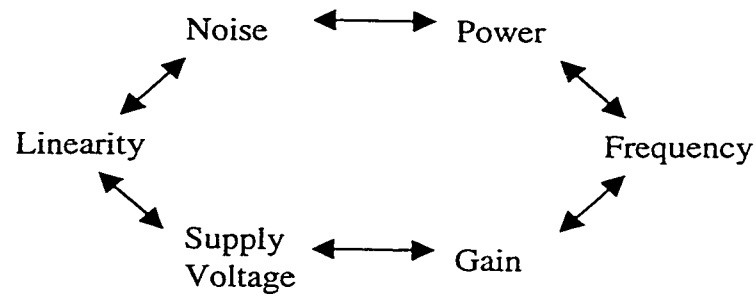 Noise
Power
Linearity
Frequency
Supply
Voltage
Gain